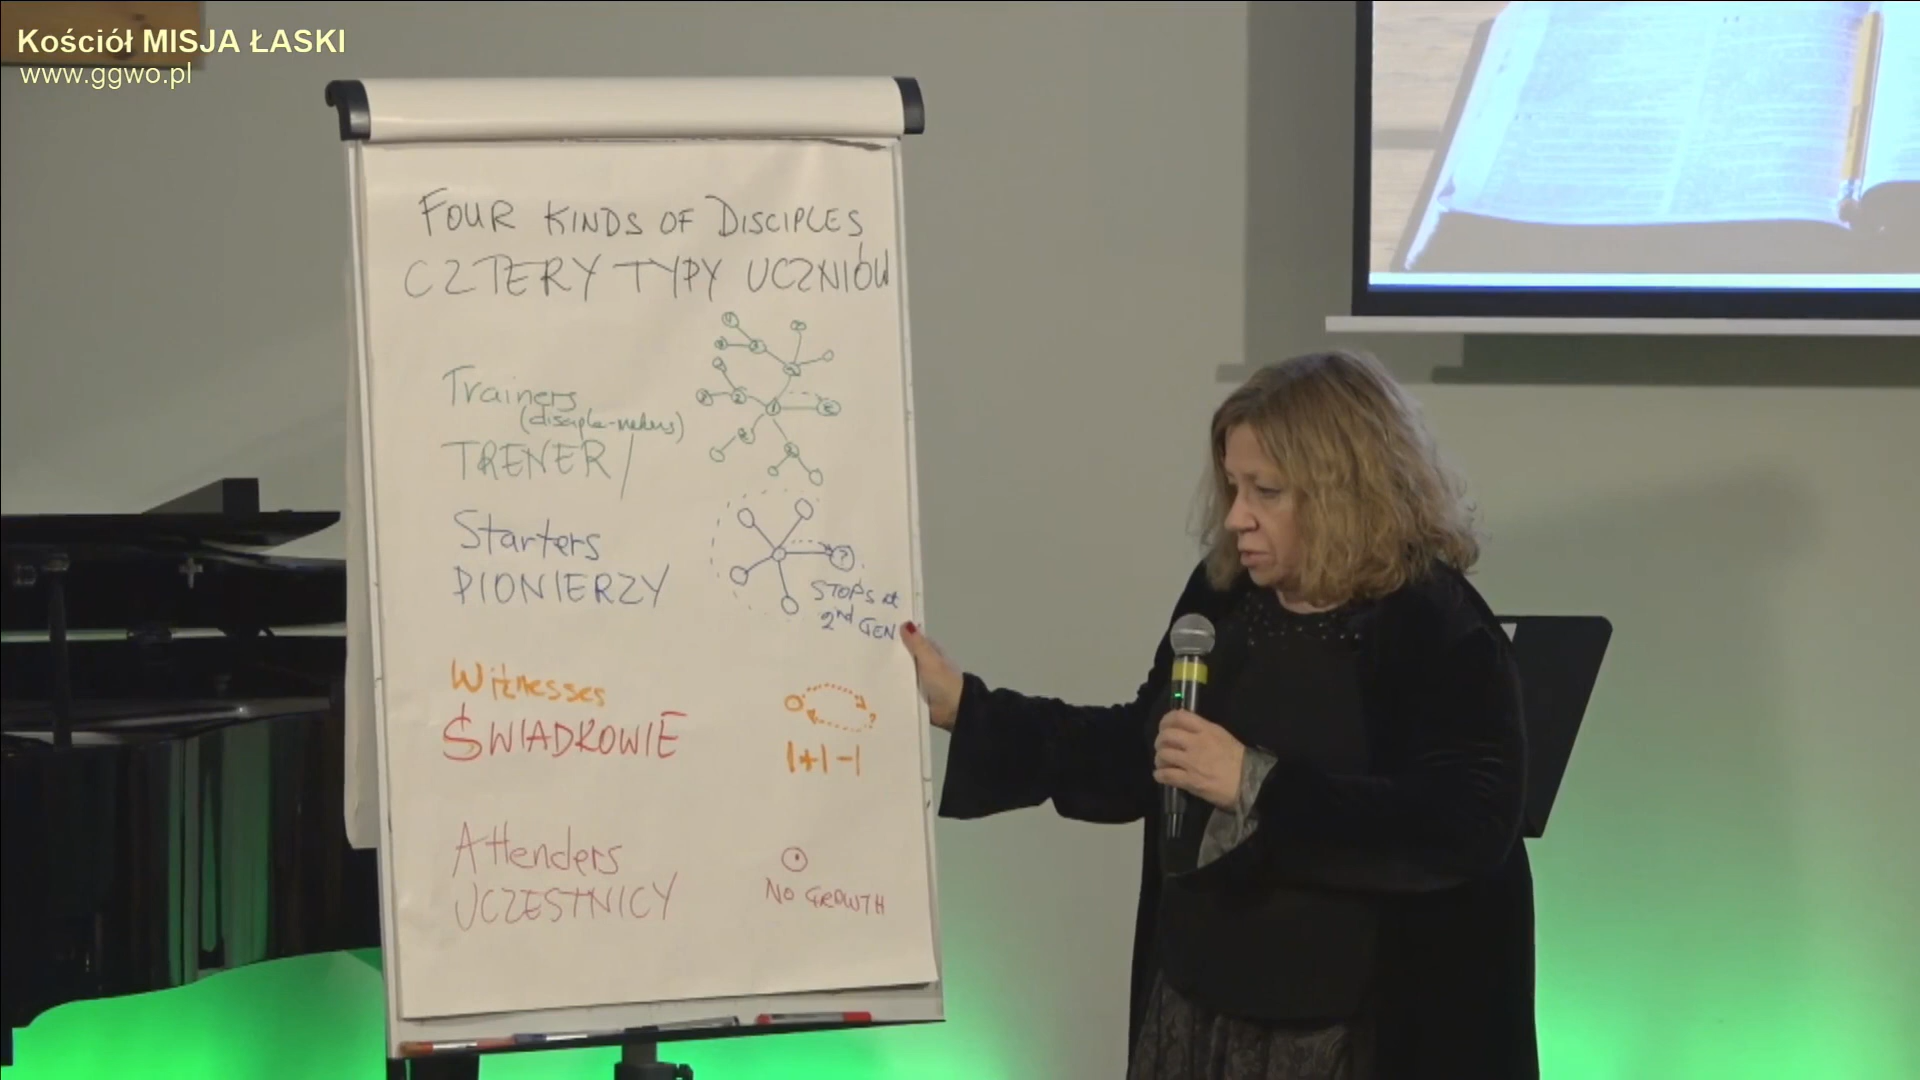 Kościół MISJA ŁASKI
www.ggwo.pl
FOUR KINDS OF DISCIPLES
CZTERY TYPY UCZNIÓW
Trainers
(disciple-makers)
TRENERZY
Starters
PIONIERZY
?
STOPS at
2nd GEN
Witnesses
ŚWIADKOWIE
?
1+1-1
Attenders
UCZESTNICY
NO GROWTH